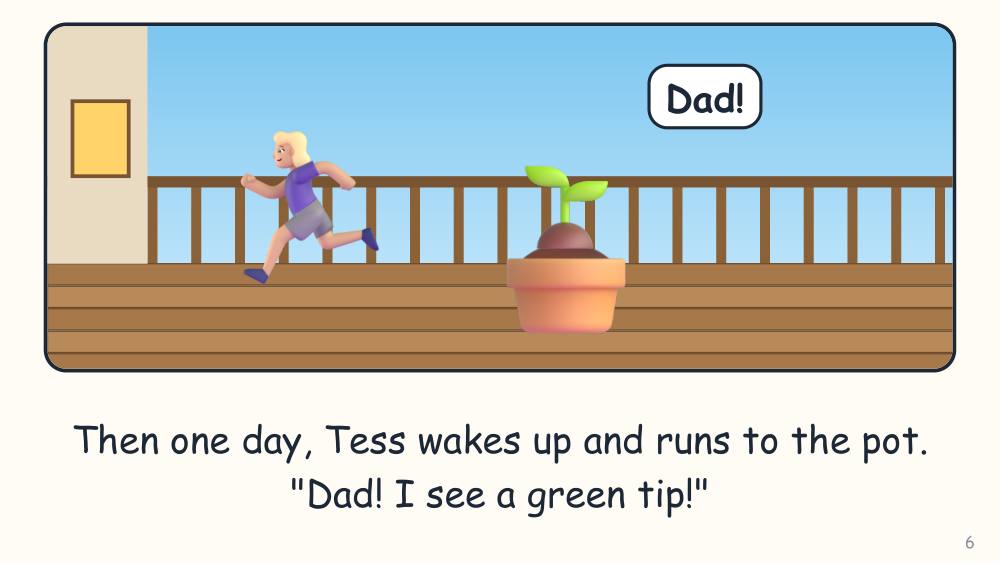 Dad!
Then one day, Tess wakes up and runs to the pot.
"Dad! I see a green tip!"
6